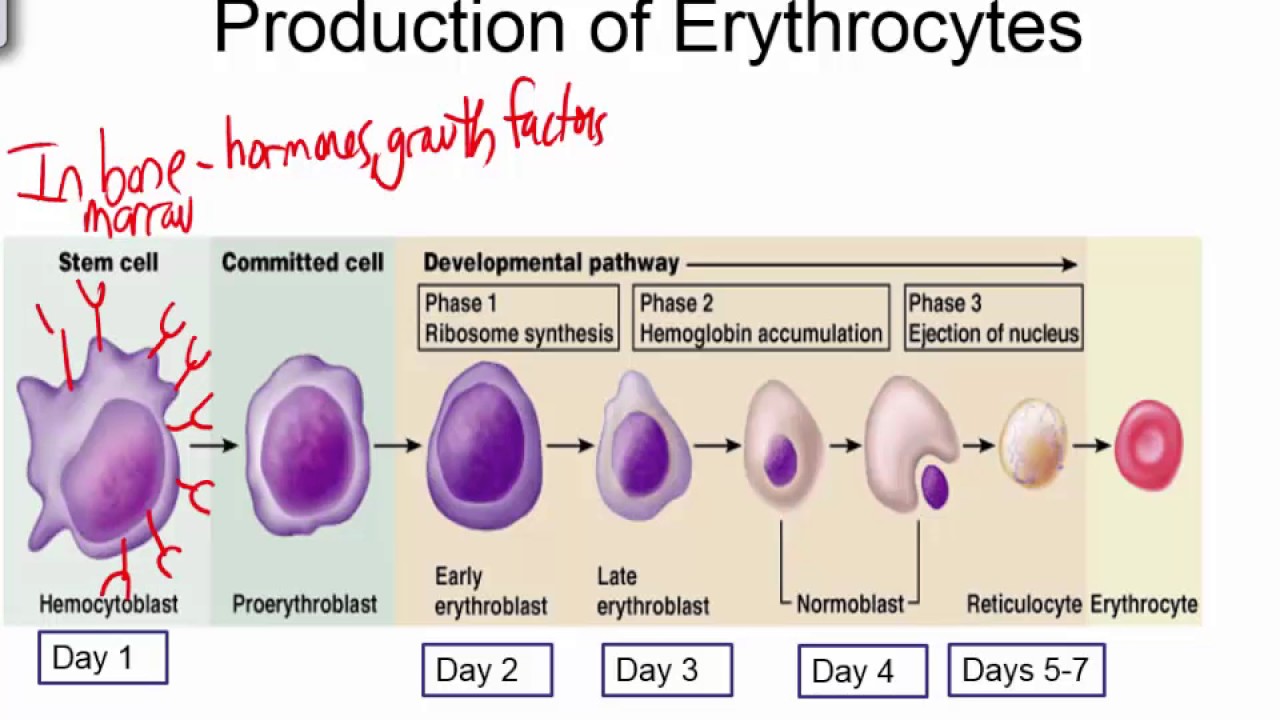 Production of Erythrocytes
In bone - hormones, growth factors
marrow
Stem cell
Committed cell
Developmental pathway
Phase 1
Ribosome synthesis
Phase 2
Hemoglobin accumulation
Phase 3
Ejection of nucleus
Hemocytoblast
Proerythroblast
Early
erythroblast
Late
erythroblast
Normoblast
Reticulocyte
Erythrocyte
Day 1
Day 2
Day 3
Day 4
Days 5-7